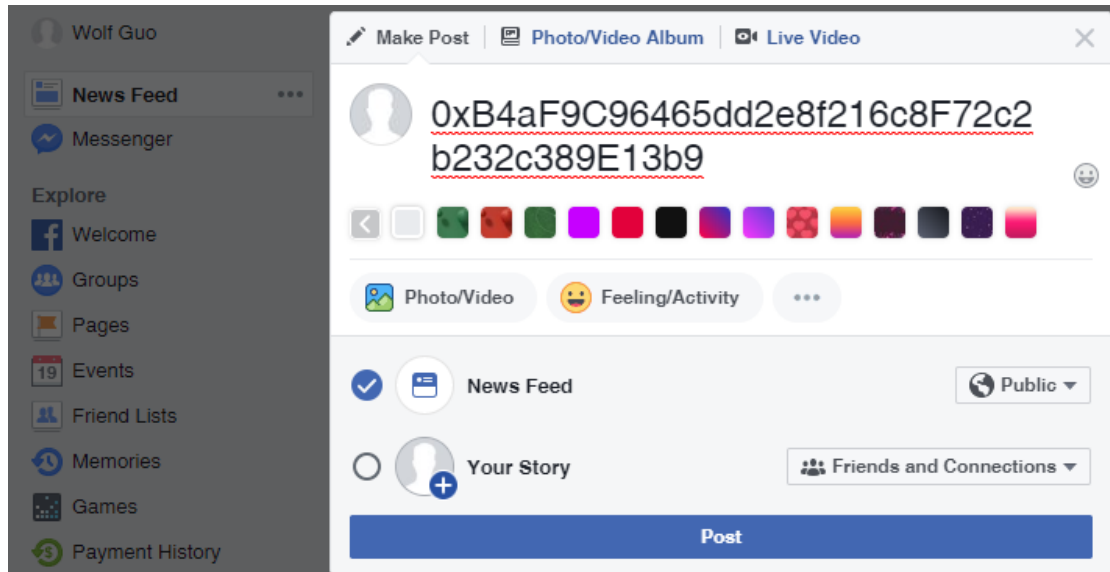 Wolf Guo
News Feed
Messenger
Explore
Welcome
Groups
Pages
19 Events
Friend Lists
Memories
Games
Payment History
Make Post Photo/Video Album Live Video
0xB4aF9C96465dd2e8f216c8F72c2
b232c389E13b9
Photo/Video Feeling/Activity
News Feed Public
Your Story Friends and Connections
Post